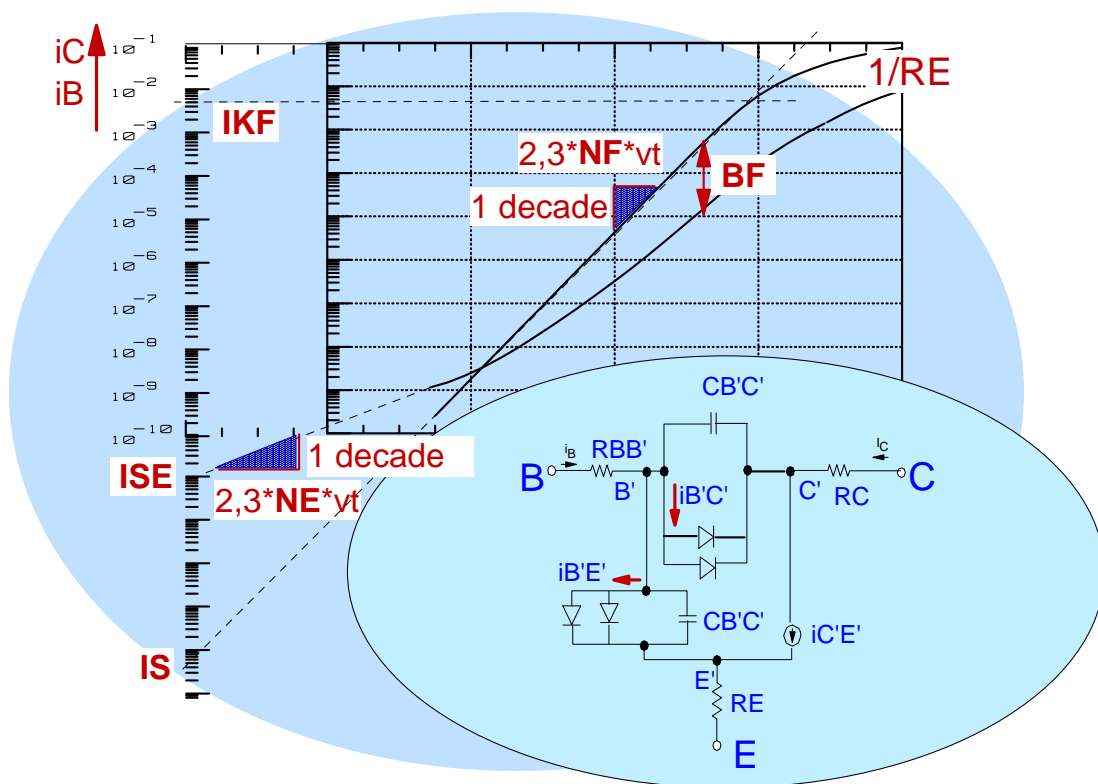 iC
iB
10⁻¹
10⁻²
10⁻³
10⁻⁴
10⁻⁵
10⁻⁶
10⁻⁷
10⁻⁸
10⁻⁹
10⁻¹⁰
IKF
1/RE
2,3*NF*vt
1 decade
BF
ISE
1 decade
2,3*NE*vt
IS
CB'C'
B
iB
RBB'
B'
iB'C'
C'
RC
IC
C
iB'E'
CB'C'
iC'E'
E'
RE
E